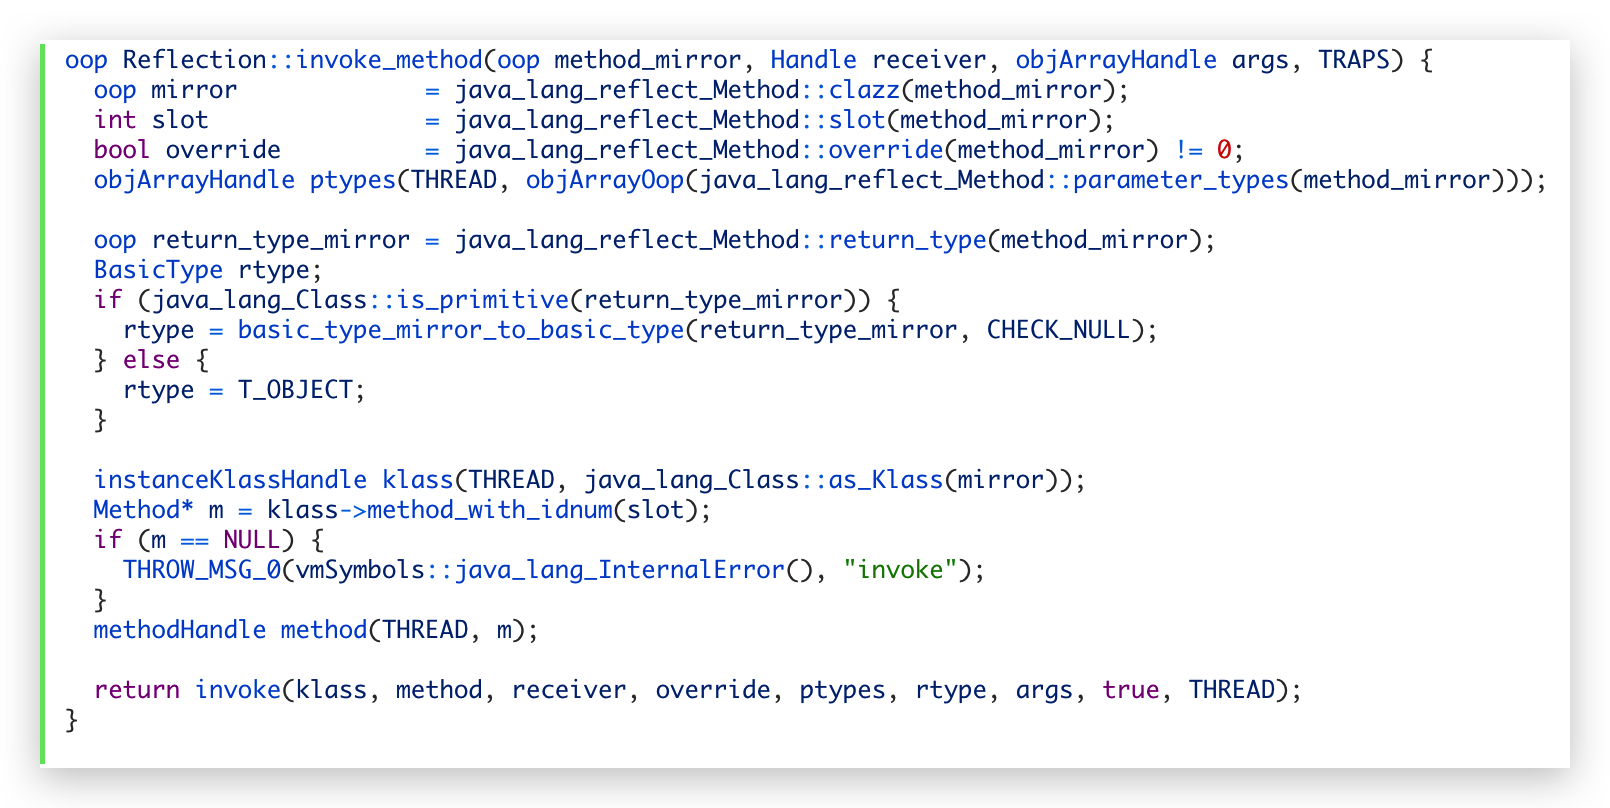 oop Reflection::invoke_method(oop method_mirror, Handle receiver, objArrayHandle args, TRAPS) {
  oop mirror             = java_lang_reflect_Method::clazz(method_mirror);
  int slot               = java_lang_reflect_Method::slot(method_mirror);
  bool override          = java_lang_reflect_Method::override(method_mirror) != 0;
  objArrayHandle ptypes(THREAD, objArrayOop(java_lang_reflect_Method::parameter_types(method_mirror)));

  oop return_type_mirror = java_lang_reflect_Method::return_type(method_mirror);
  BasicType rtype;
  if (java_lang_Class::is_primitive(return_type_mirror)) {
    rtype = basic_type_mirror_to_basic_type(return_type_mirror, CHECK_NULL);
  } else {
    rtype = T_OBJECT;
  }

  instanceKlassHandle klass(THREAD, java_lang_Class::as_Klass(mirror));
  Method* m = klass->method_with_idnum(slot);
  if (m == NULL) {
    THROW_MSG_0(vmSymbols::java_lang_InternalError(), "invoke");
  }
  methodHandle method(THREAD, m);

  return invoke(klass, method, receiver, override, ptypes, rtype, args, true, THREAD);
}